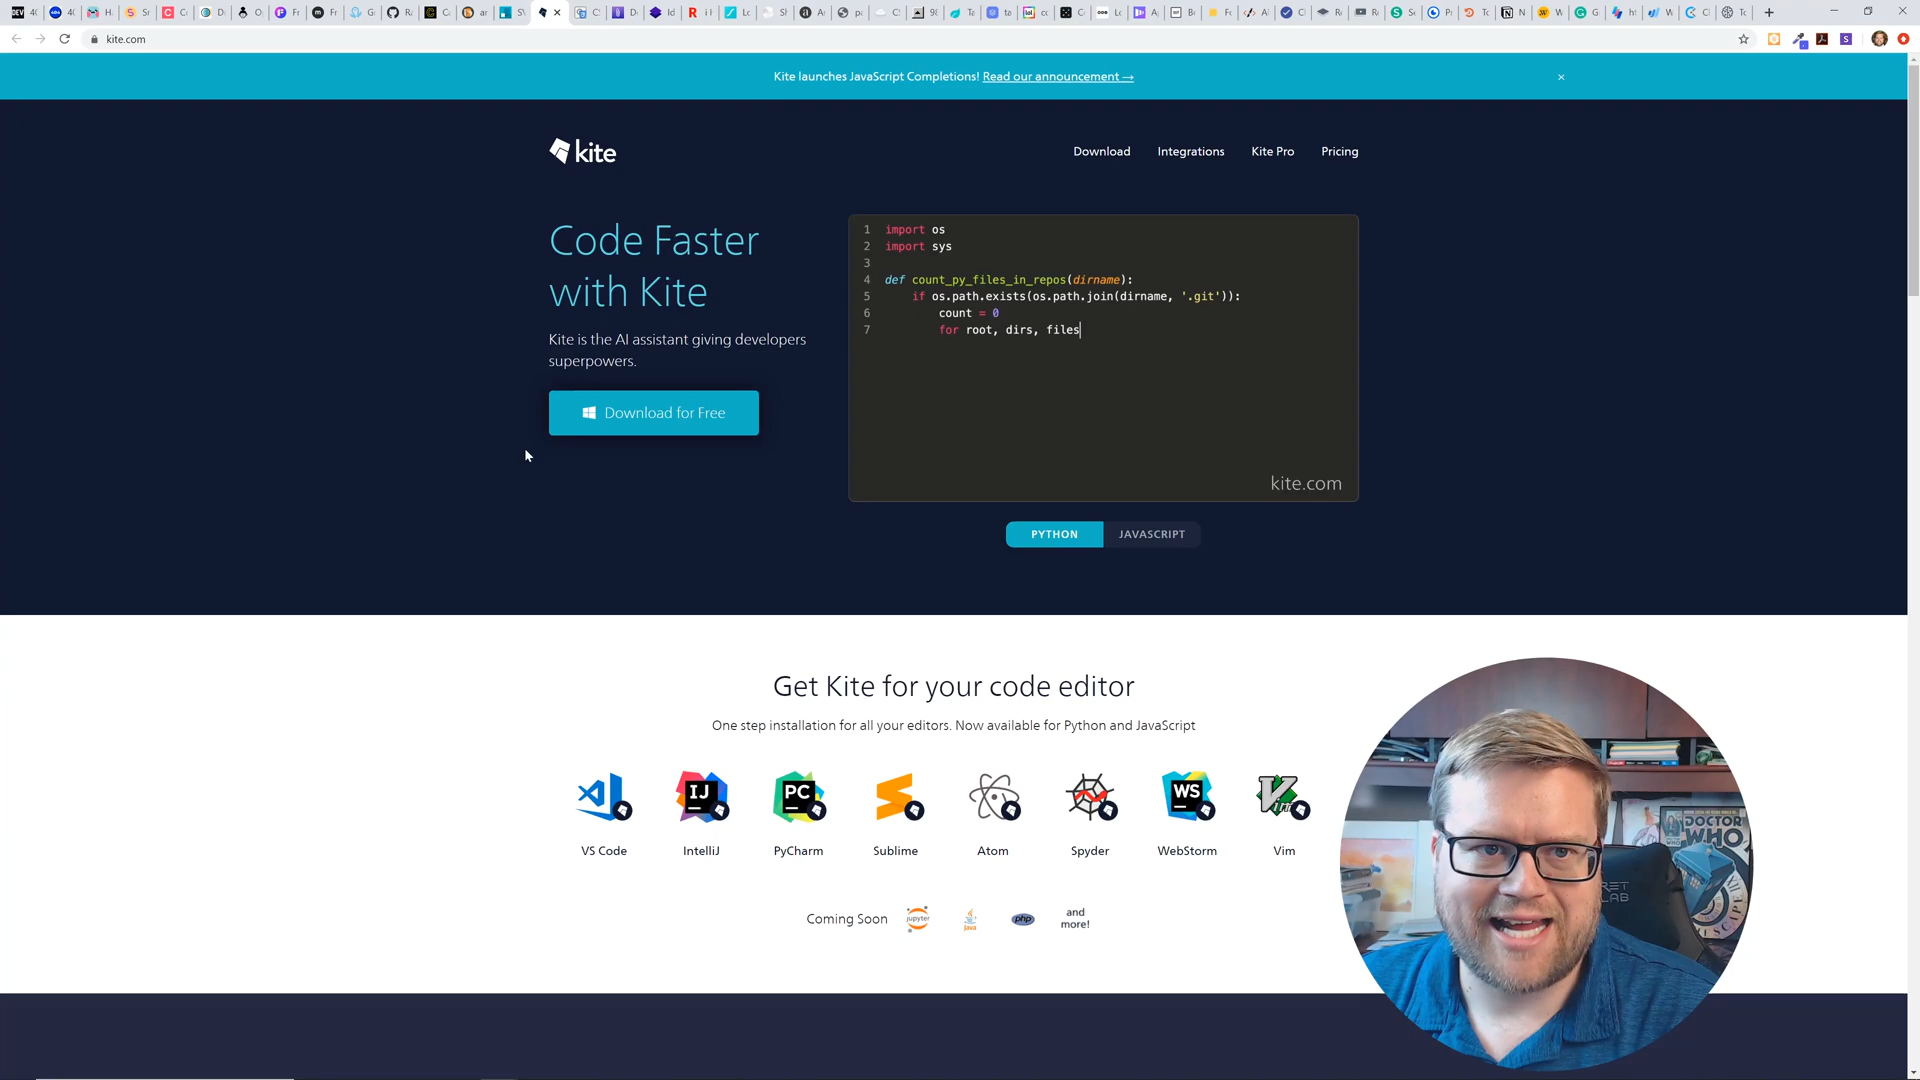 kite.com
Kite launches JavaScript Completions! Read our announcement →
kite
Download
Integrations
Kite Pro
Pricing
Code Faster
with Kite
Kite is the AI assistant giving developers
superpowers.
Download for Free
1 import os
2 import sys
3
4 def count_py_files_in_repos(dirname):
5 if os.path.exists(os.path.join(dirname, '.git')):
6 count = 0
7 for root, dirs, files
kite.com
PYTHON
JAVASCRIPT
Get Kite for your code editor
One step installation for all your editors. Now available for Python and JavaScript
IJ
PC
WS
VS Code
IntelliJ
PyCharm
Sublime
Atom
Spyder
WebStorm
Vim
Coming Soon
jupyter
Java
php
and
more!
DOCTOR
WHO